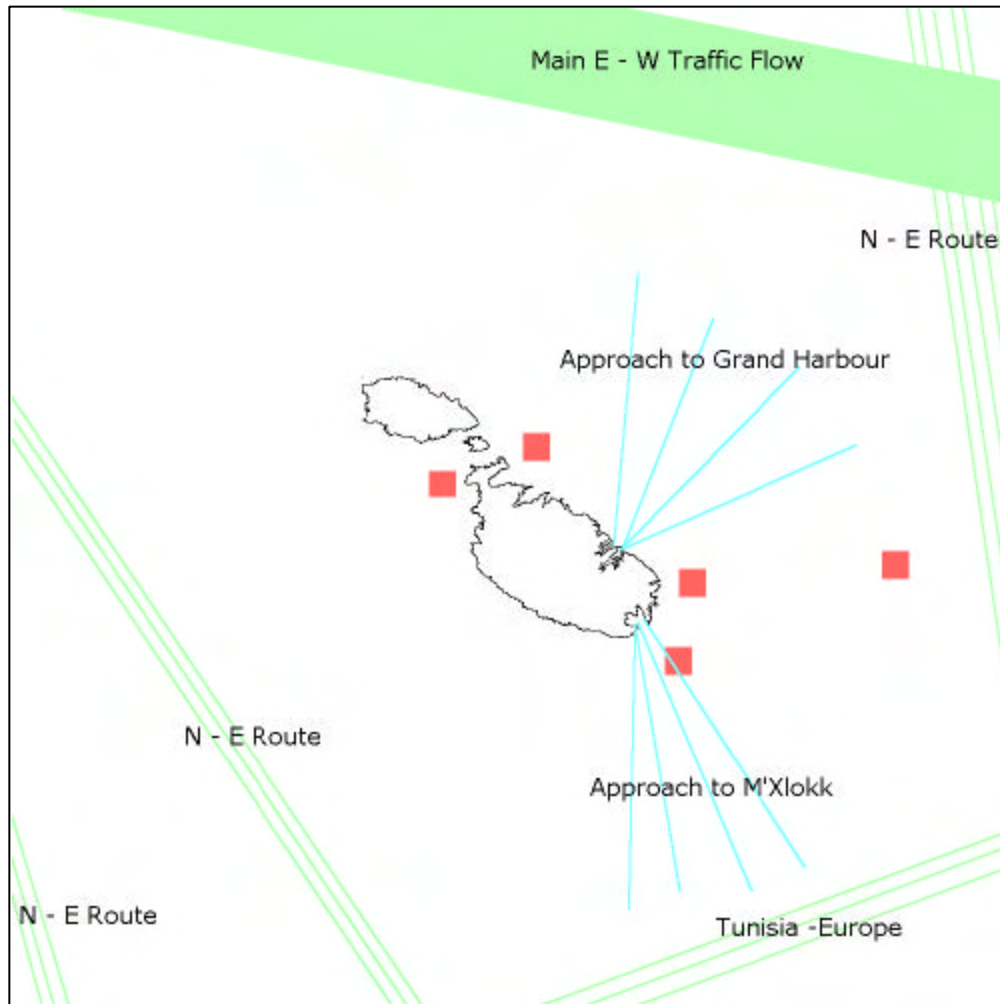 Main E - W Traffic Flow
N - E Route
Approach to Grand Harbour
N - E Route
Approach to M'Xlokk
N - E Route
Tunisia -Europe